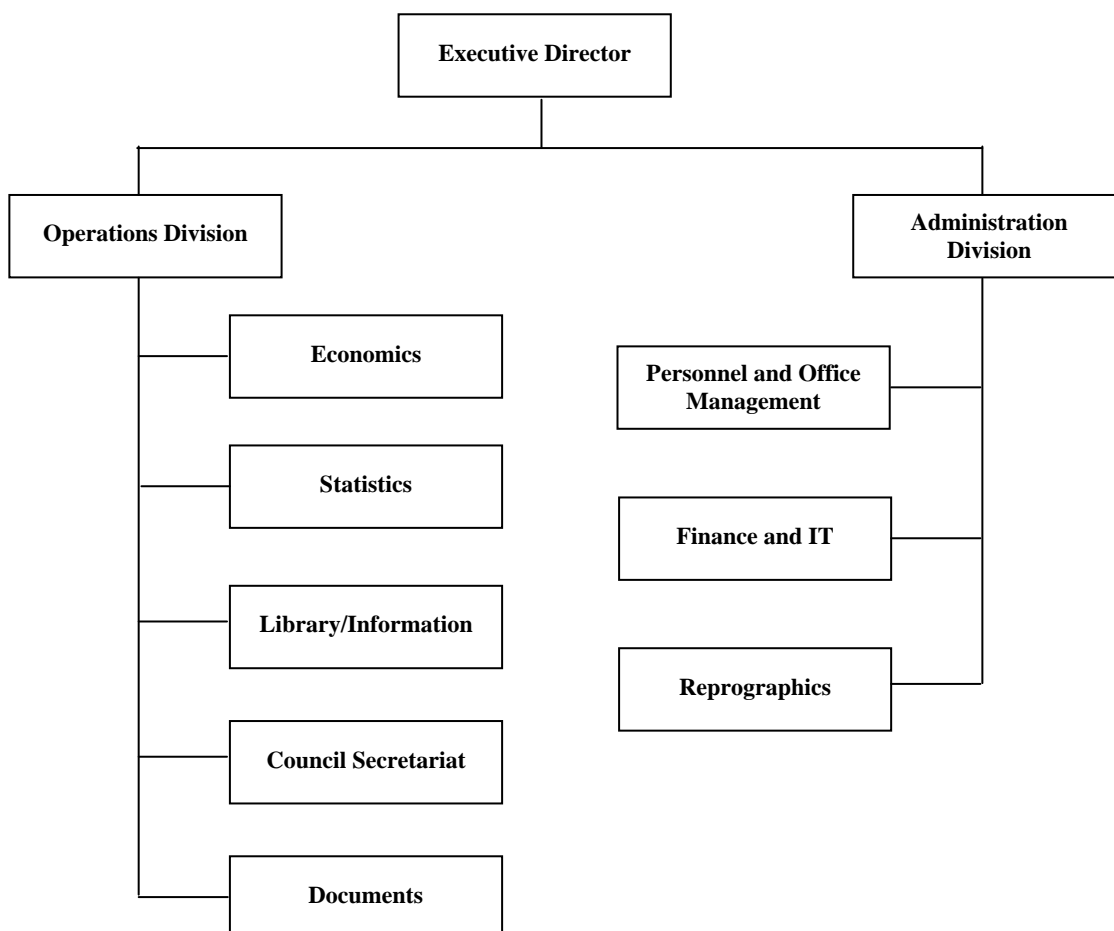 Executive Director
Operations Division
Administration
Division
Economics
Personnel and Office
Management
Statistics
Finance and IT
Library/Information
Reprographics
Council Secretariat
Documents